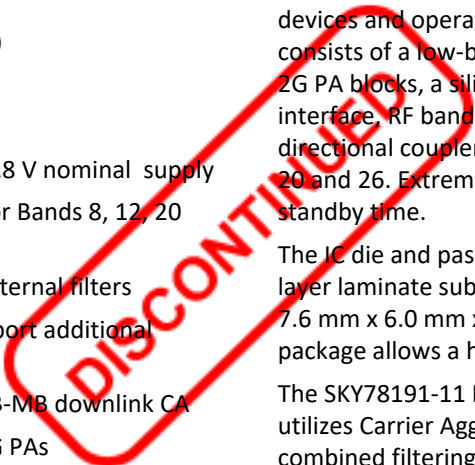 )
.8 V nominal supply
or Bands 8, 12, 20
ternal filters
port additional
-MB downlink CA
PAs
devices and opera
consists of a low-b
2G PA blocks, a sili
interface, RF band
directional coupler
20 and 26. Extrem
standby time.
The IC die and pas
layer laminate sub
7.6 mm x 6.0 mm x
package allows a h
The SKY78191-11
utilizes Carrier Agg
combined filtering
DISCONTINUED